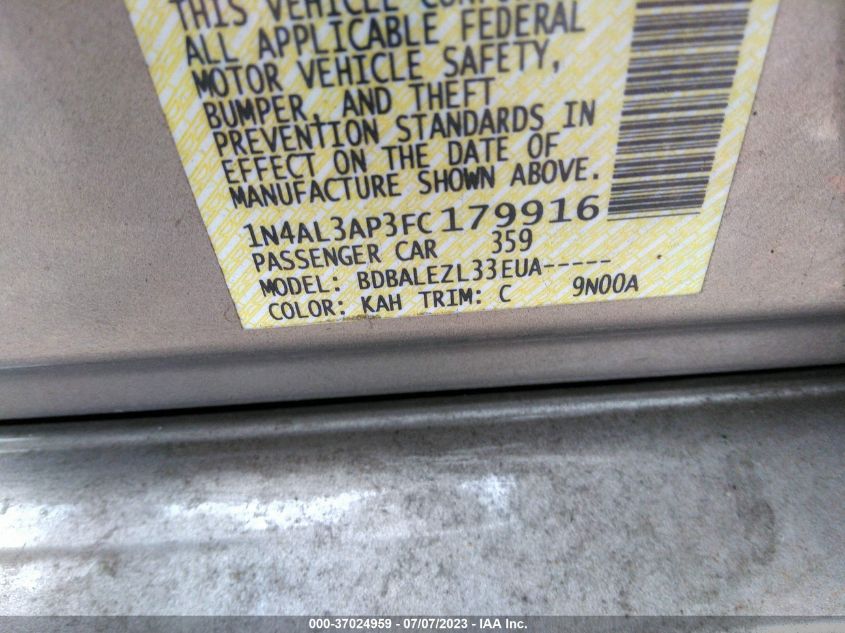 THIS VEHICLE
ALL APPLICABLE FEDERAL
MOTOR VEHICLE SAFETY,
BUMPER, AND THEFT
PREVENTION STANDARDS IN
EFFECT ON THE DATE OF
MANUFACTURE SHOWN ABOVE.
1N4AL3AP3FC179916
PASSENGER CAR 359
MODEL: BDBALEZL33EUA-----
COLOR: KAH TRIM: C 9N00A
000-37024959 - 07/07/2023 - IAA Inc.